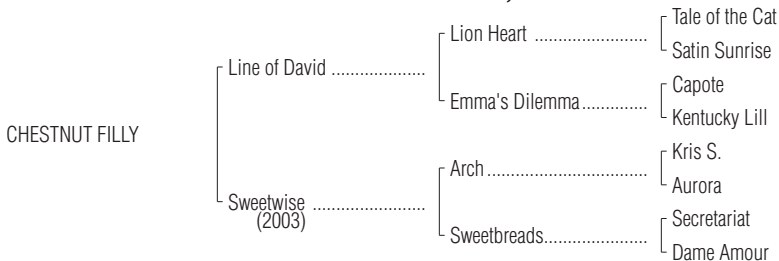 Tale of the Cat
Lion Heart ........................
Satin Sunrise
Line of David ....................
Capote
Emma's Dilemma..............
Kentucky Lill
CHESTNUT FILLY
Kris S.
Arch..................................
Aurora
Sweetwise ........................
(2003)
Secretariat
Sweetbreads......................
Dame Amour